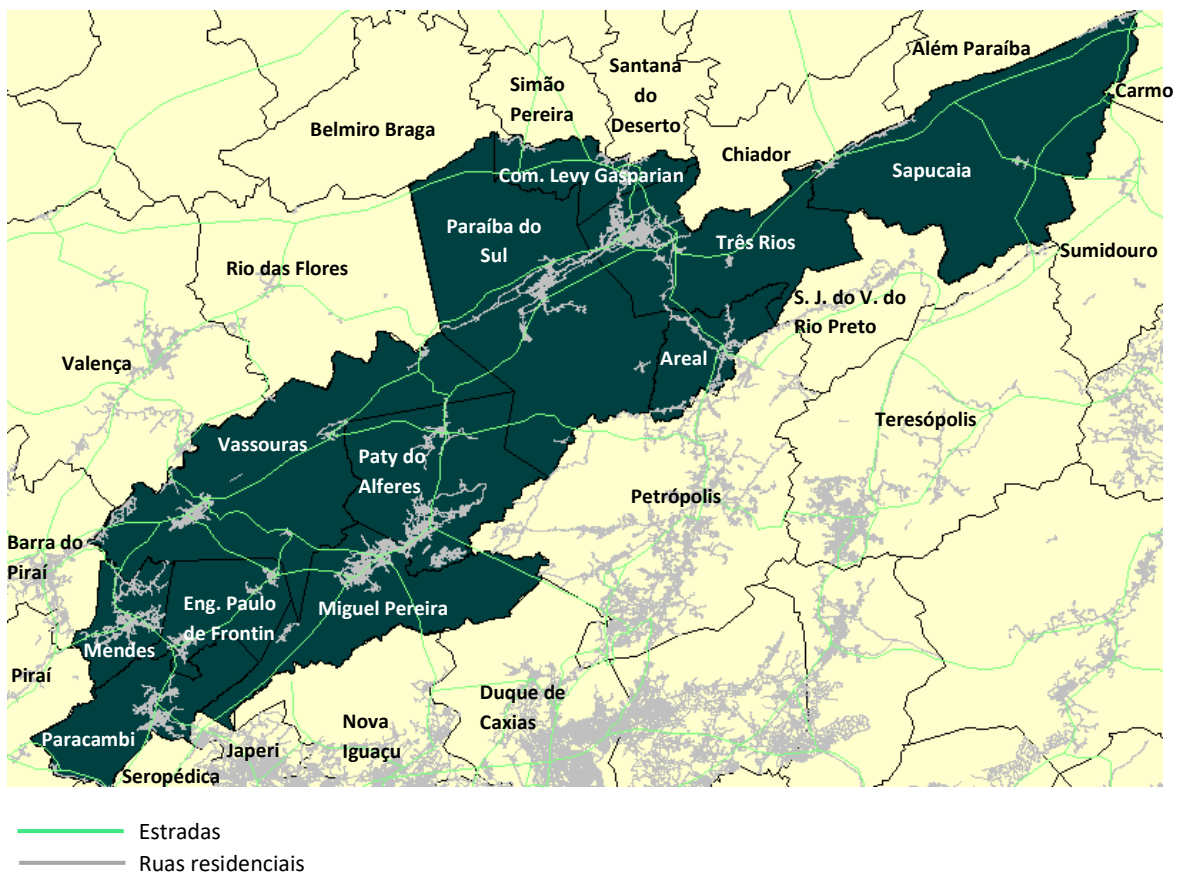 Além Paraíba
Carmo
Santana
do
Deserto
Simão
Pereira
Belmiro Braga
Chiador
Com. Levy Gasparian
Sapucaia
Paraíba do
Sul
Três Rios
Sumidouro
Rio das Flores
S. J. do V. do
Rio Preto
Valença
Areal
Teresópolis
Vassouras
Paty do
Alferes
Petrópolis
Barra do
Piraí
Eng. Paulo
de Frontin
Miguel Pereira
Mendes
Piraí
Duque de
Caxias
Nova
Iguaçu
Paracambi
Japeri
Seropédica
Estradas
Ruas residenciais